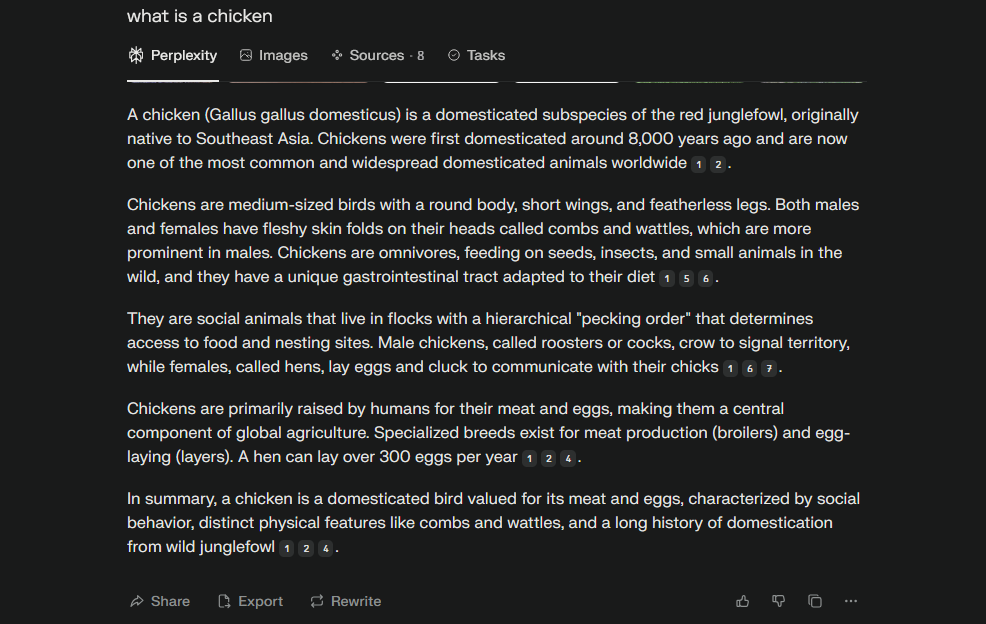 what is a chicken
Perplexity Images Sources · 8 Tasks
A chicken (Gallus gallus domesticus) is a domesticated subspecies of the red junglefowl, originally
native to Southeast Asia. Chickens were first domesticated around 8,000 years ago and are now
one of the most common and widespread domesticated animals worldwide 1 2 .
Chickens are medium-sized birds with a round body, short wings, and featherless legs. Both males
and females have fleshy skin folds on their heads called combs and wattles, which are more
prominent in males. Chickens are omnivores, feeding on seeds, insects, and small animals in the
wild, and they have a unique gastrointestinal tract adapted to their diet 1 5 6 .
They are social animals that live in flocks with a hierarchical "pecking order" that determines
access to food and nesting sites. Male chickens, called roosters or cocks, crow to signal territory,
while females, called hens, lay eggs and cluck to communicate with their chicks 1 6 7 .
Chickens are primarily raised by humans for their meat and eggs, making them a central
component of global agriculture. Specialized breeds exist for meat production (broilers) and egg-
laying (layers). A hen can lay over 300 eggs per year 1 2 4 .
In summary, a chicken is a domesticated bird valued for its meat and eggs, characterized by social
behavior, distinct physical features like combs and wattles, and a long history of domestication
from wild junglefowl 1 2 4 .
Share Export Rewrite